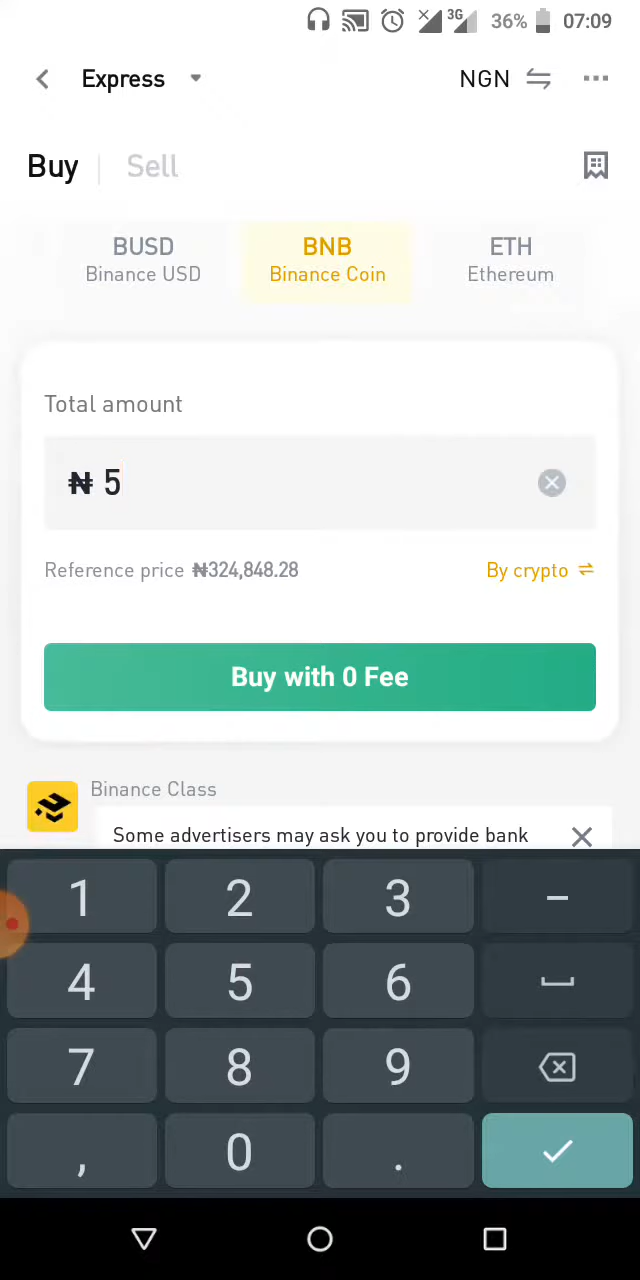 3G 36% 07:09
Express NGN
Buy Sell
BUSD BNB ETH
Binance USD Binance Coin Ethereum
Total amount
₦ 5
Reference price ₦324,848.28 By crypto
Buy with 0 Fee
Binance Class
Some advertisers may ask you to provide bank
1 2 3 –
4 5 6
7 8 9
, 0 .